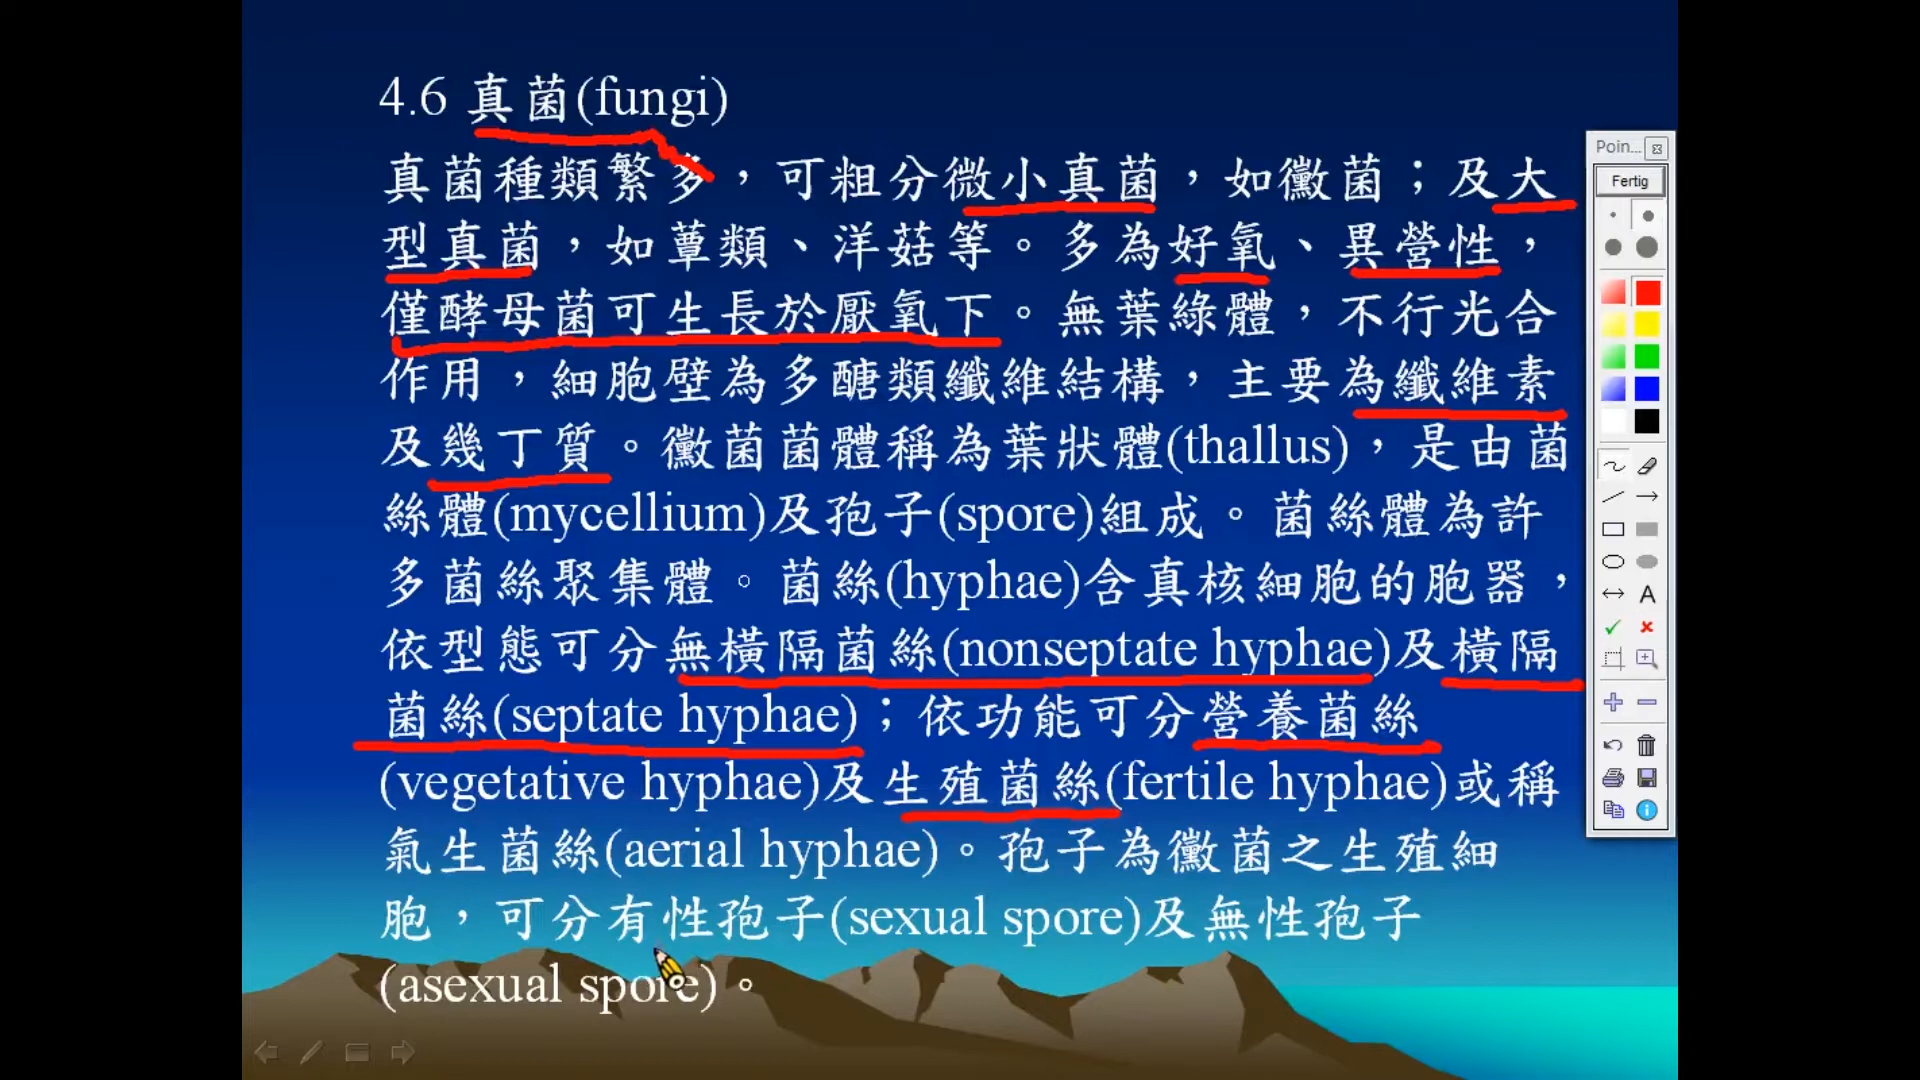 4.6 真菌(fungi)
真菌種類繁多，可粗分微小真菌，如黴菌；及大
型真菌，如蕈類、洋菇等。多為好氧、異營性，
僅酵母菌可生長於厭氧下。無葉綠體，不行光合
作用，細胞壁為多醣類纖維結構，主要為纖維素
及幾丁質。黴菌菌體稱為葉狀體(thallus)，是由菌
絲體(mycellium)及孢子(spore)組成。菌絲體為許
多菌絲聚集體。菌絲(hyphae)含真核細胞的胞器，
依型態可分無橫隔菌絲(nonseptate hyphae)及橫隔
菌絲(septate hyphae)；依功能可分營養菌絲
(vegetative hyphae)及生殖菌絲(fertile hyphae)或稱
氣生菌絲(aerial hyphae)。孢子為黴菌之生殖細
胞，可分有性孢子(sexual spore)及無性孢子
(asexual spore)。
Poin...
Fertig
A